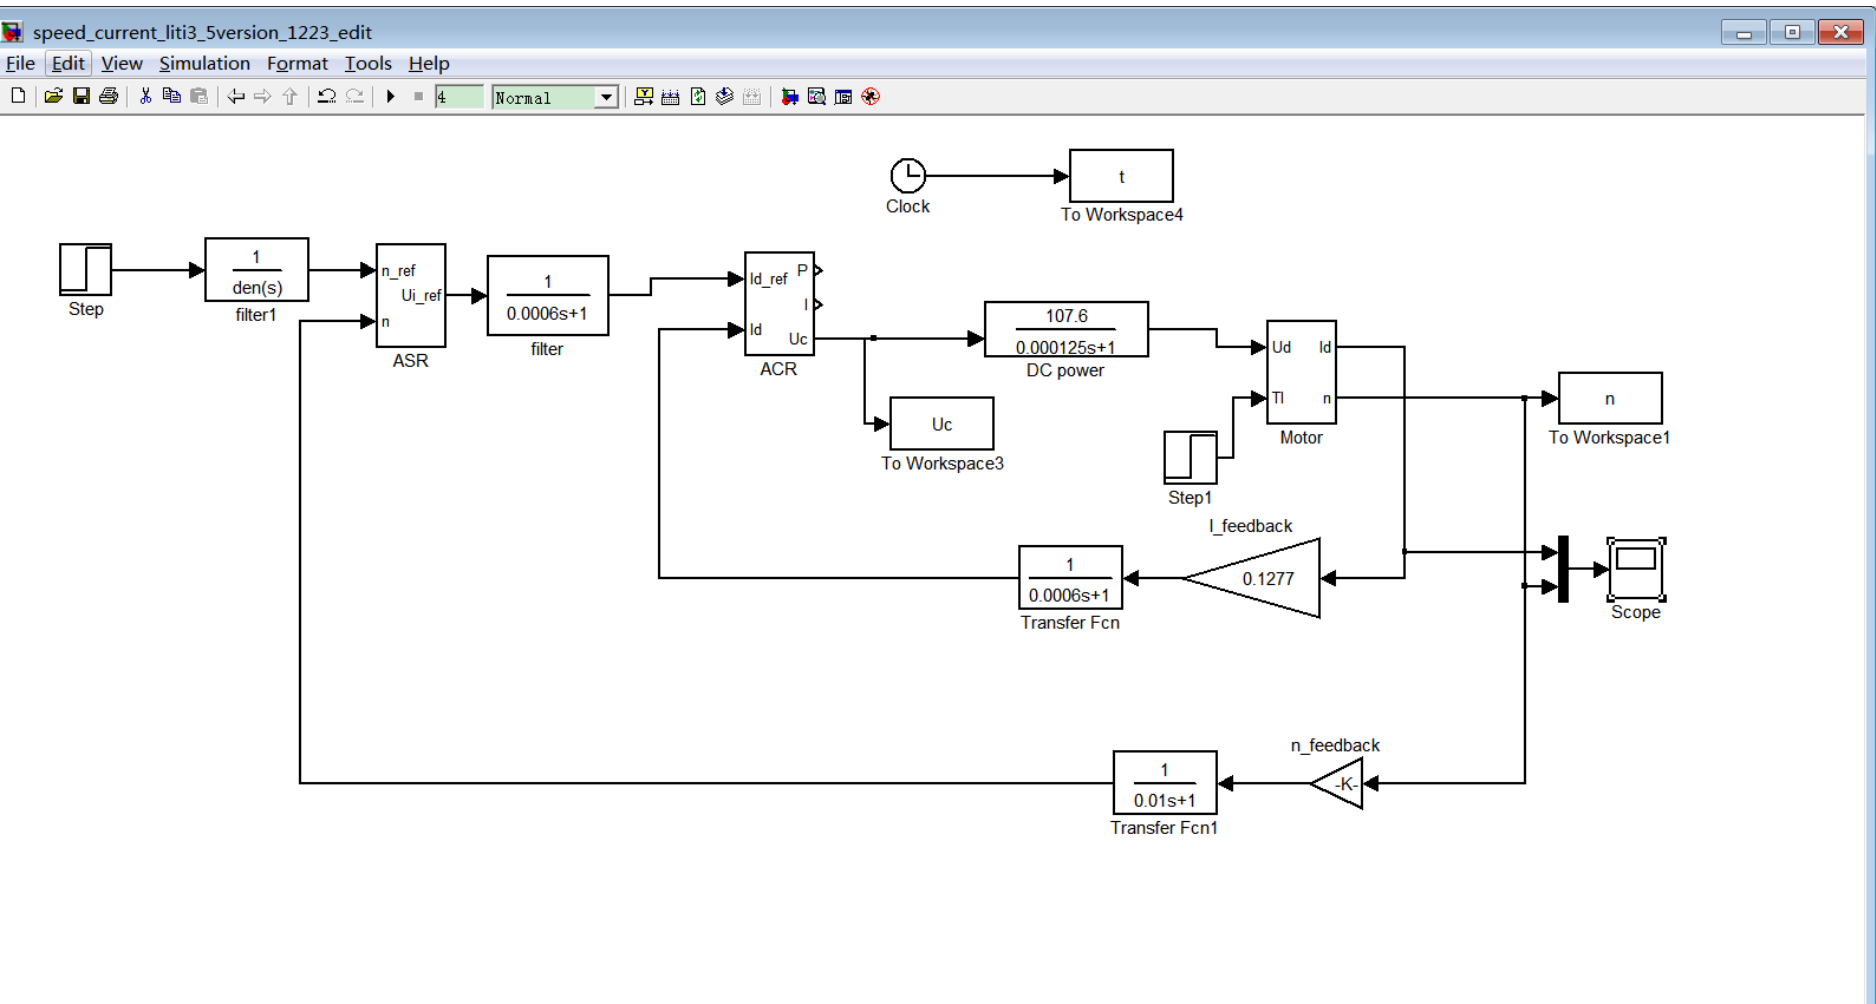 speed_current_liti3_5version_1223_edit
File Edit View Simulation Format Tools Help
4 Normal
t
Clock
To Workspace4
Step
1
den(s)
filter1
n_ref
Ui_ref
n
ASR
1
0.0006s+1
filter
Id_ref
P
I
Id
Uc
ACR
107.6
0.000125s+1
DC power
Uc
To Workspace3
Ud
Id
Tl
n
Motor
Step1
n
To Workspace1
I_feedback
0.1277
1
0.0006s+1
Transfer Fcn
Scope
n_feedback
-K-
1
0.01s+1
Transfer Fcn1